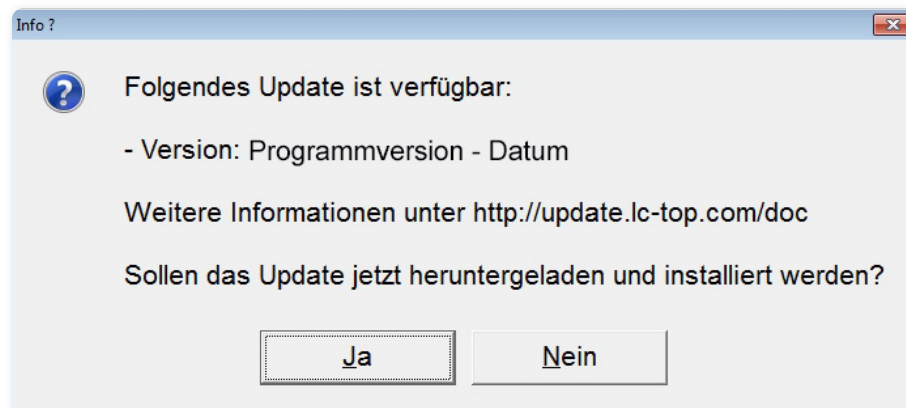 Info ?
Folgendes Update ist verfügbar:
- Version: Programmversion - Datum
Weitere Informationen unter http://update.lc-top.com/doc
Sollen das Update jetzt heruntergeladen und installiert werden?
Ja
Nein